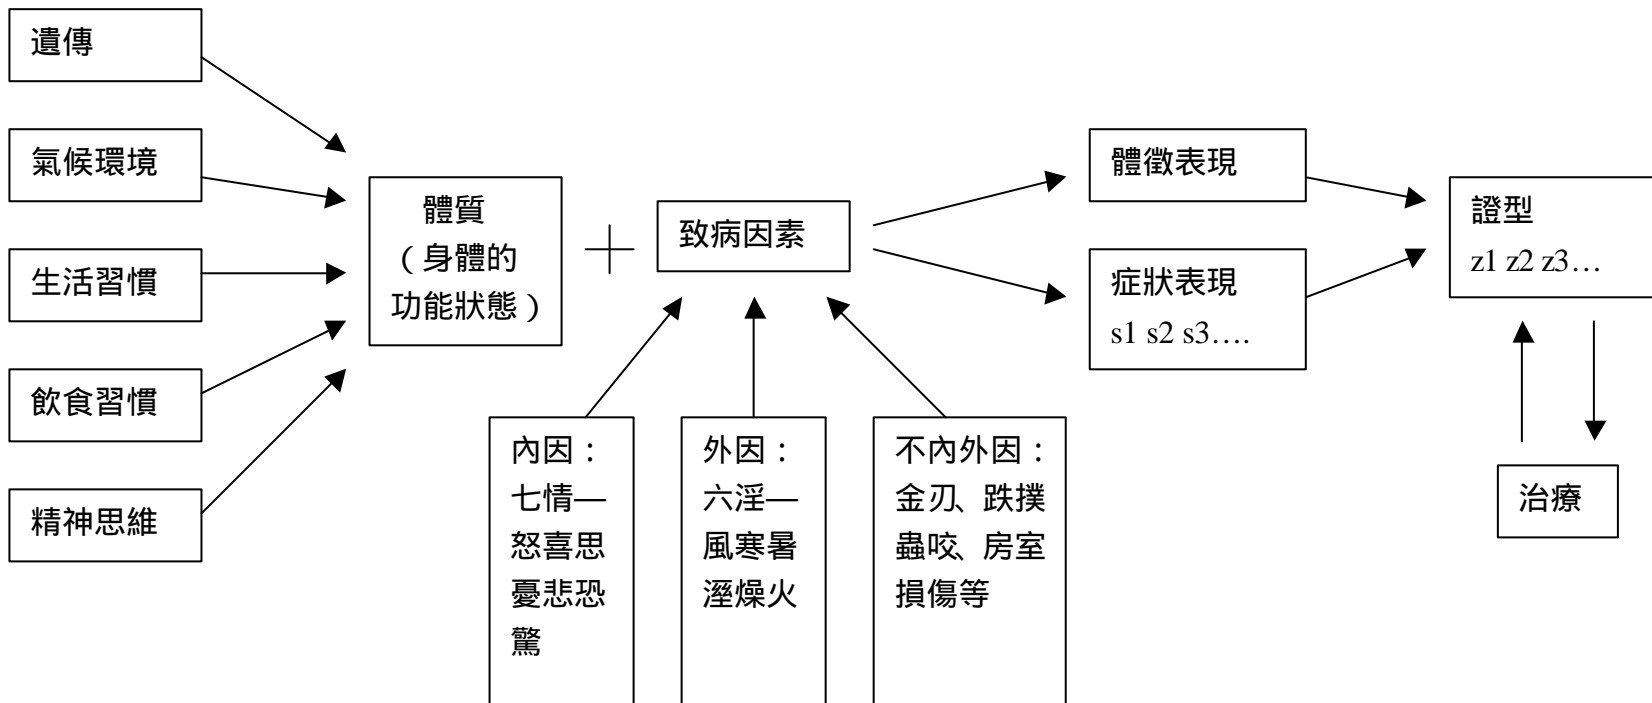 遺傳
氣候環境
生活習慣
飲食習慣
精神思維
體質
（身體的
功能狀態）
致病因素
內因：
七情—
怒喜思
憂悲恐
驚
外因：
六淫—
風寒暑
溼燥火
不內外因：
金刃、跌撲
蟲咬、房室
損傷等
體徵表現
症狀表現
s1 s2 s3….
證型
z1 z2 z3…
治療